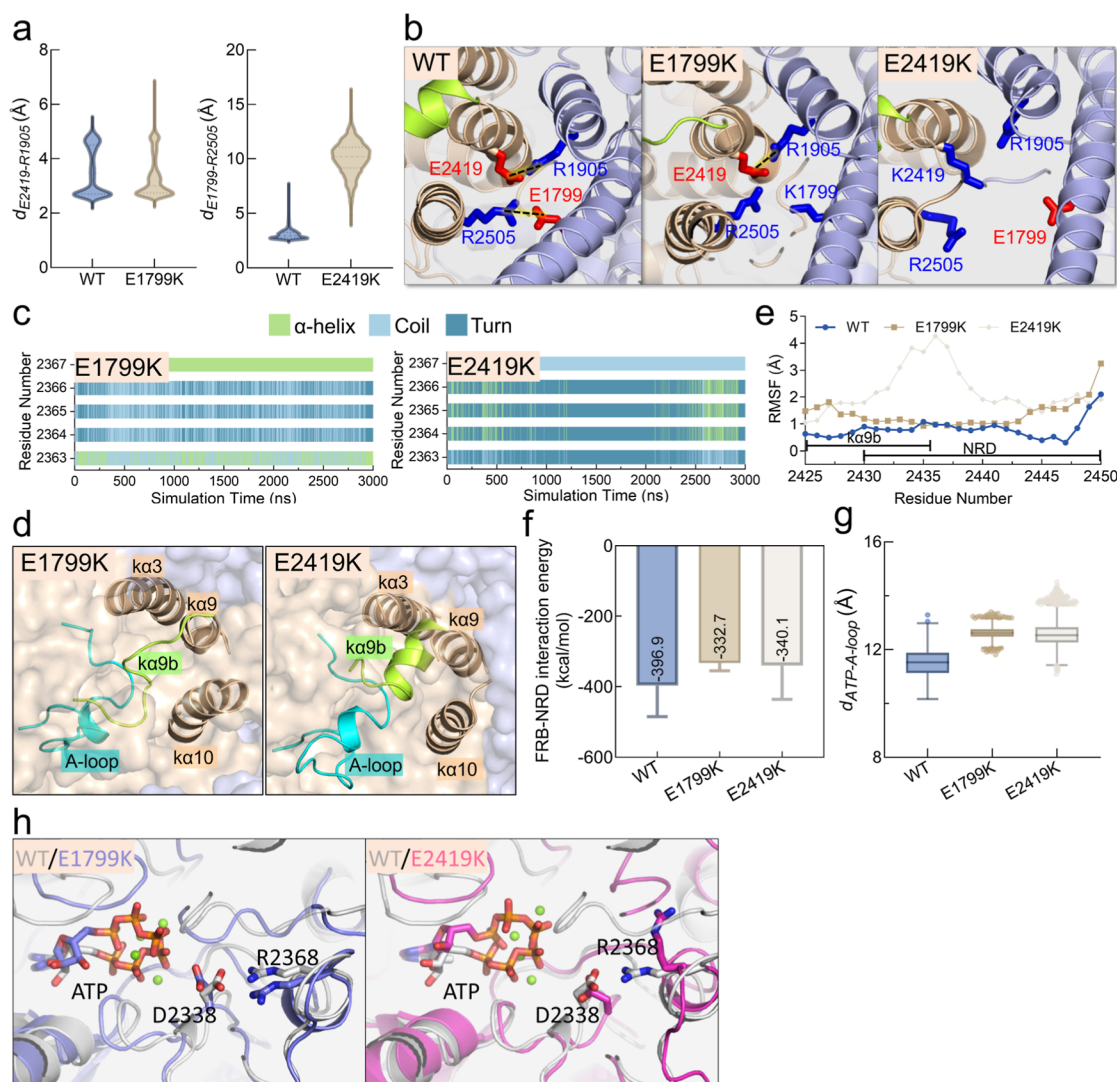 a
8
6
4
2
0
d_E2419-R1905 (Å)
WT
E1799K
20
15
10
5
0
d_E1799-R2505 (Å)
WT
E2419K
b
WT
E2419
R1905
E1799
R2505
E1799K
E2419
R1905
K1799
R2505
E2419K
R1905
K2419
E1799
R2505
c
α-helix
Coil
Turn
E1799K
Residue Number
2367
2366
2365
2364
2363
0 500 1000 1500 2000 2500 3000
Simulation Time (ns)
E2419K
Residue Number
2367
2366
2365
2364
2363
0 500 1000 1500 2000 2500 3000
Simulation Time (ns)
e
WT
E1799K
E2419K
RMSF (Å)
5
4
3
2
1
0
kα9b
NRD
2425 2430 2435 2440 2445 2450
Residue Number
d
E1799K
kα3
kα9
kα9b
A-loop
kα10
E2419K
kα3
kα9
kα9b
A-loop
kα10
f
FRB-NRD interaction energy
(kcal/mol)
0
-200
-400
-600
-396.9
-332.7
-340.1
WT
E1799K
E2419K
g
d_ATP-A-loop (Å)
16
12
8
WT
E1799K
E2419K
h
WT/E1799K
ATP
D2338
R2368
WT/E2419K
ATP
D2338
R2368